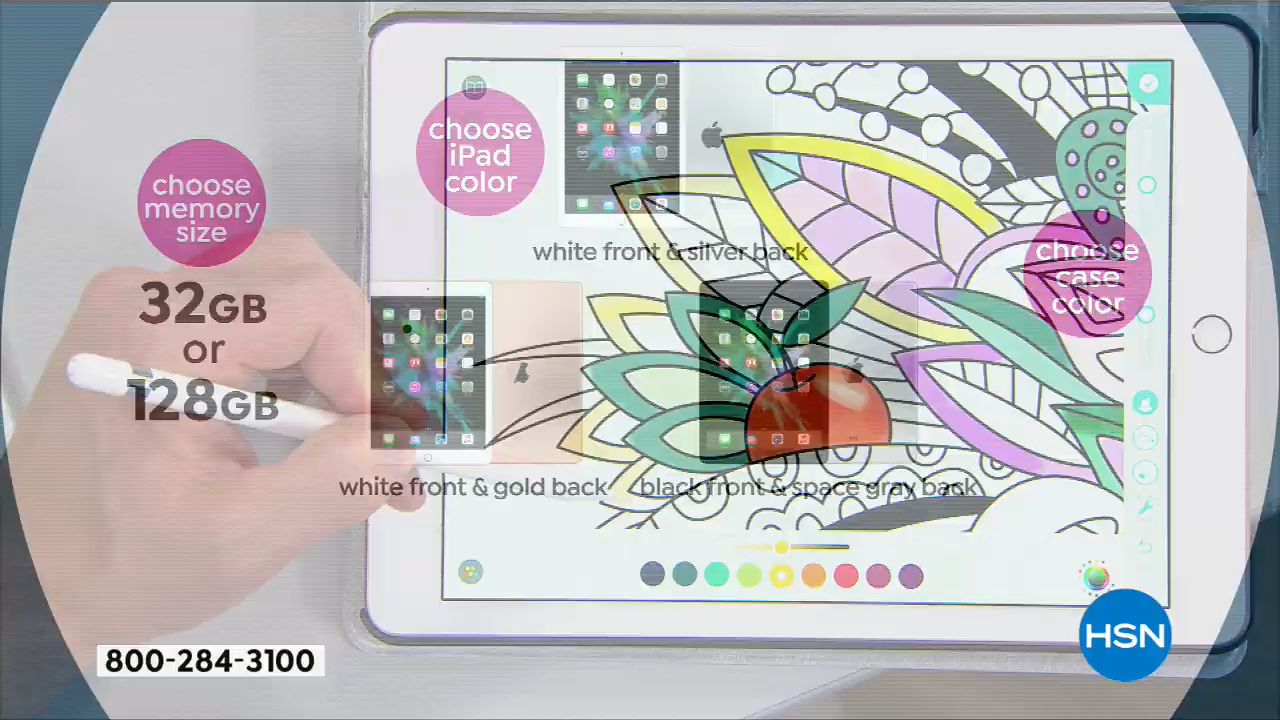 choose
iPad
color
choose
memory
size
32GB
or
128GB
white front & silver back
choose
case
color
white front & gold back
black front & space gray back
800-284-3100
HSN